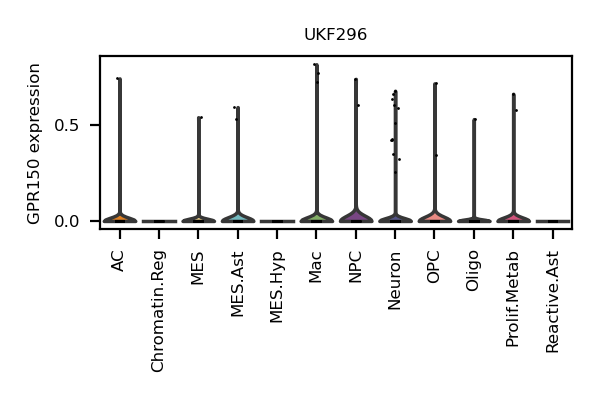 UKF296
GPR150 expression
0.5
0.0
AC
Chromatin.Reg
MES
MES.Ast
MES.Hyp
Mac
NPC
Neuron
OPC
Oligo
Prolif.Metab
Reactive.Ast